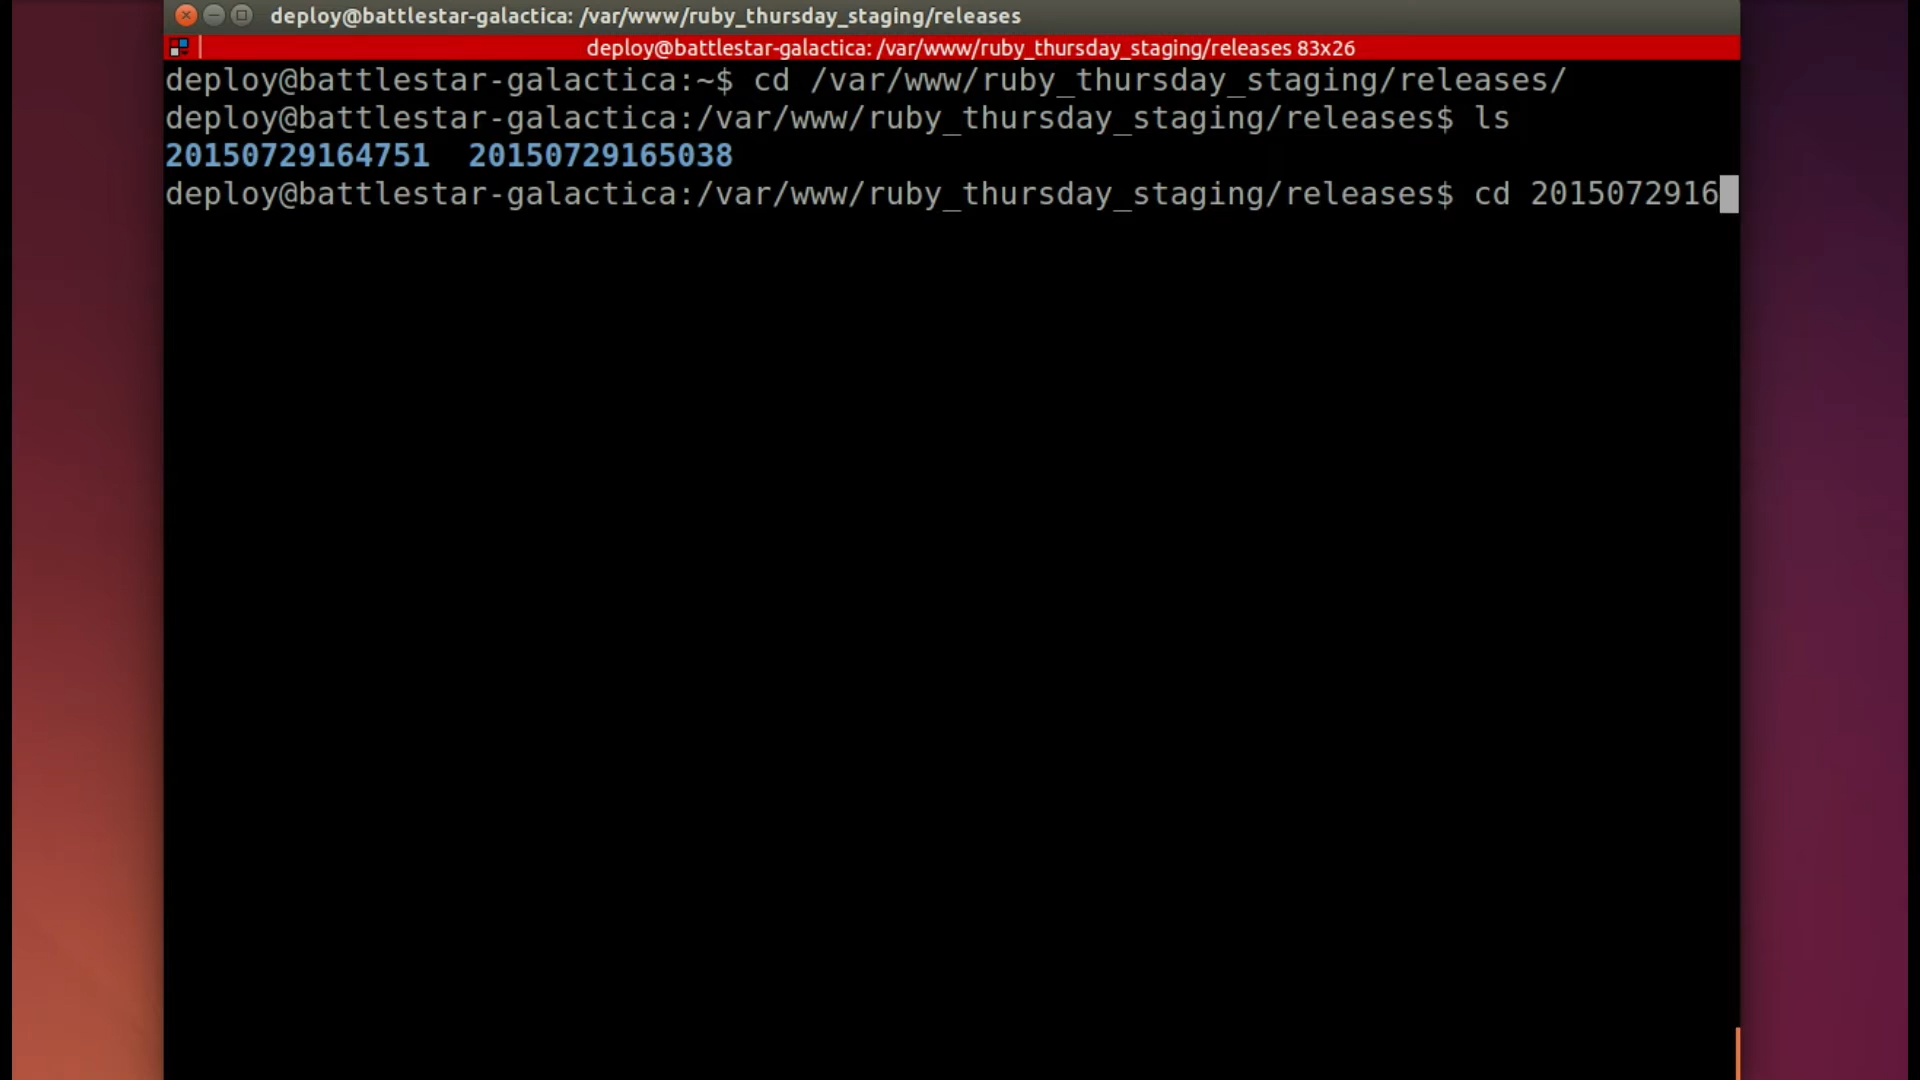 deploy@battlestar-galactica: /var/www/ruby_thursday_staging/releases
deploy@battlestar-galactica: /var/www/ruby_thursday_staging/releases 83x26
deploy@battlestar-galactica:~$ cd /var/www/ruby_thursday_staging/releases/
deploy@battlestar-galactica:/var/www/ruby_thursday_staging/releases$ ls
20150729164751  20150729165038
deploy@battlestar-galactica:/var/www/ruby_thursday_staging/releases$ cd 2015072916